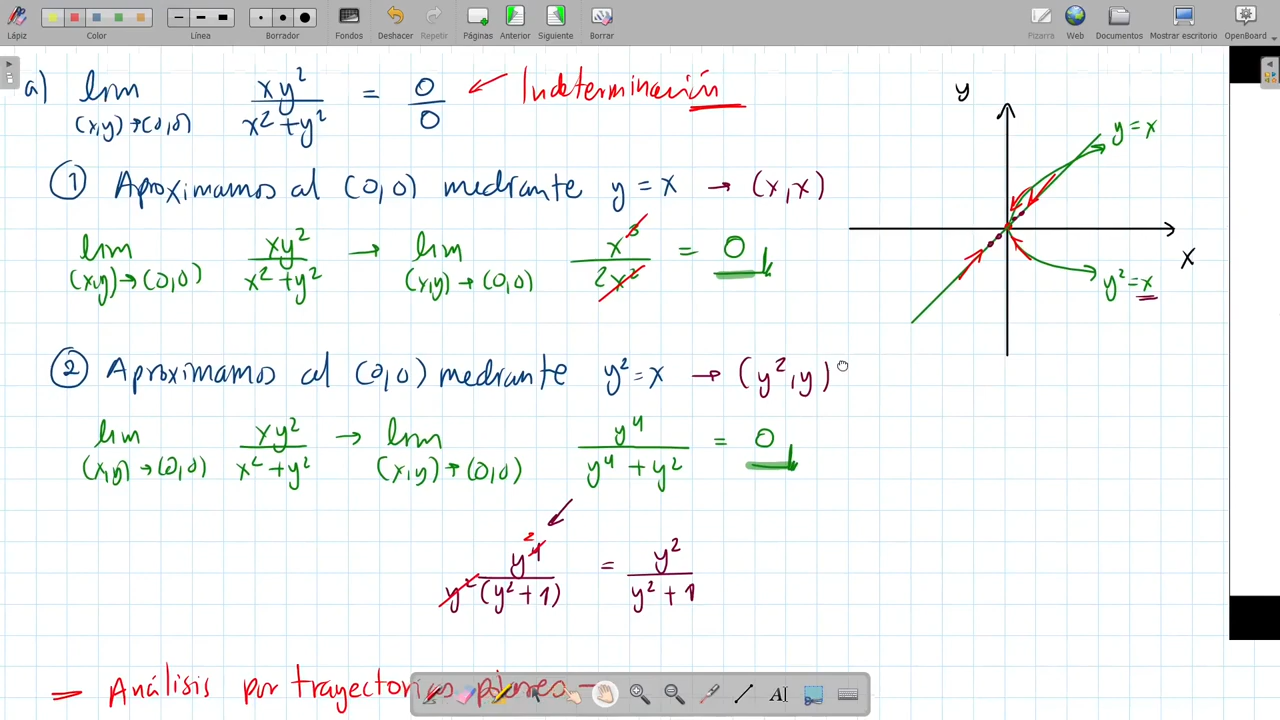 Lápiz Color Línea Borrador Fondos Deshacer Repetir Páginas Anterior Siguiente Borrar Pizarra Web Documentos Mostrar escritorio OpenBoard
a) lim (x,y)→(0,0) xy²/(x²+y²) = 0/0 ← Indeterminación
① Aproximamos al (0,0) mediante y = x → (x,x)
lim (x,y)→(0,0) xy²/(x²+y²) → lim (x,y)→(0,0) x³/2x² = 0
② Aproximamos al (0,0) mediante y² = x → (y²,y)
lim (x,y)→(0,0) xy²/(x²+y²) → lim (x,y)→(0,0) y⁴/(y⁴+y²) = 0
y⁴ 2/y²(y²+1) = y²/(y²+1)
= Análisis por trayectorias
y
y = x
x
y² = x
AI